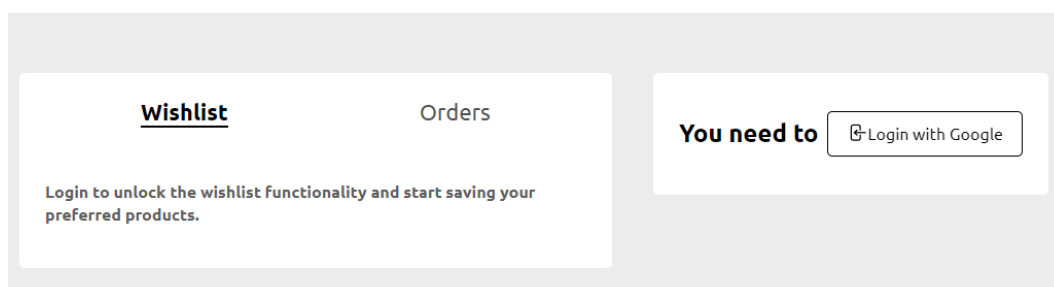 Wishlist
Orders
Login to unlock the wishlist functionality and start saving your
preferred products.
You need to
Login with Google